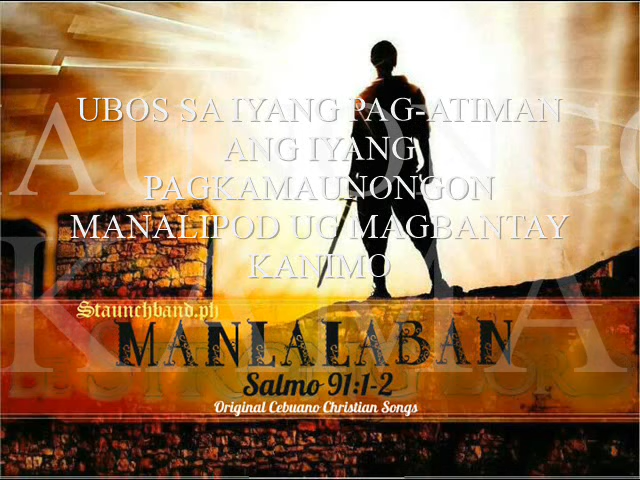 UBOS SA IYANG PAG-ATIMAN
ANG IYANG
PAGKAMAUNONGON
MANALIPOD UG MAGBANTAY
KANIMO
Staunchband.ph
MANLALABAN
Salmo 91:1-2
Original Cebuano Christian Songs